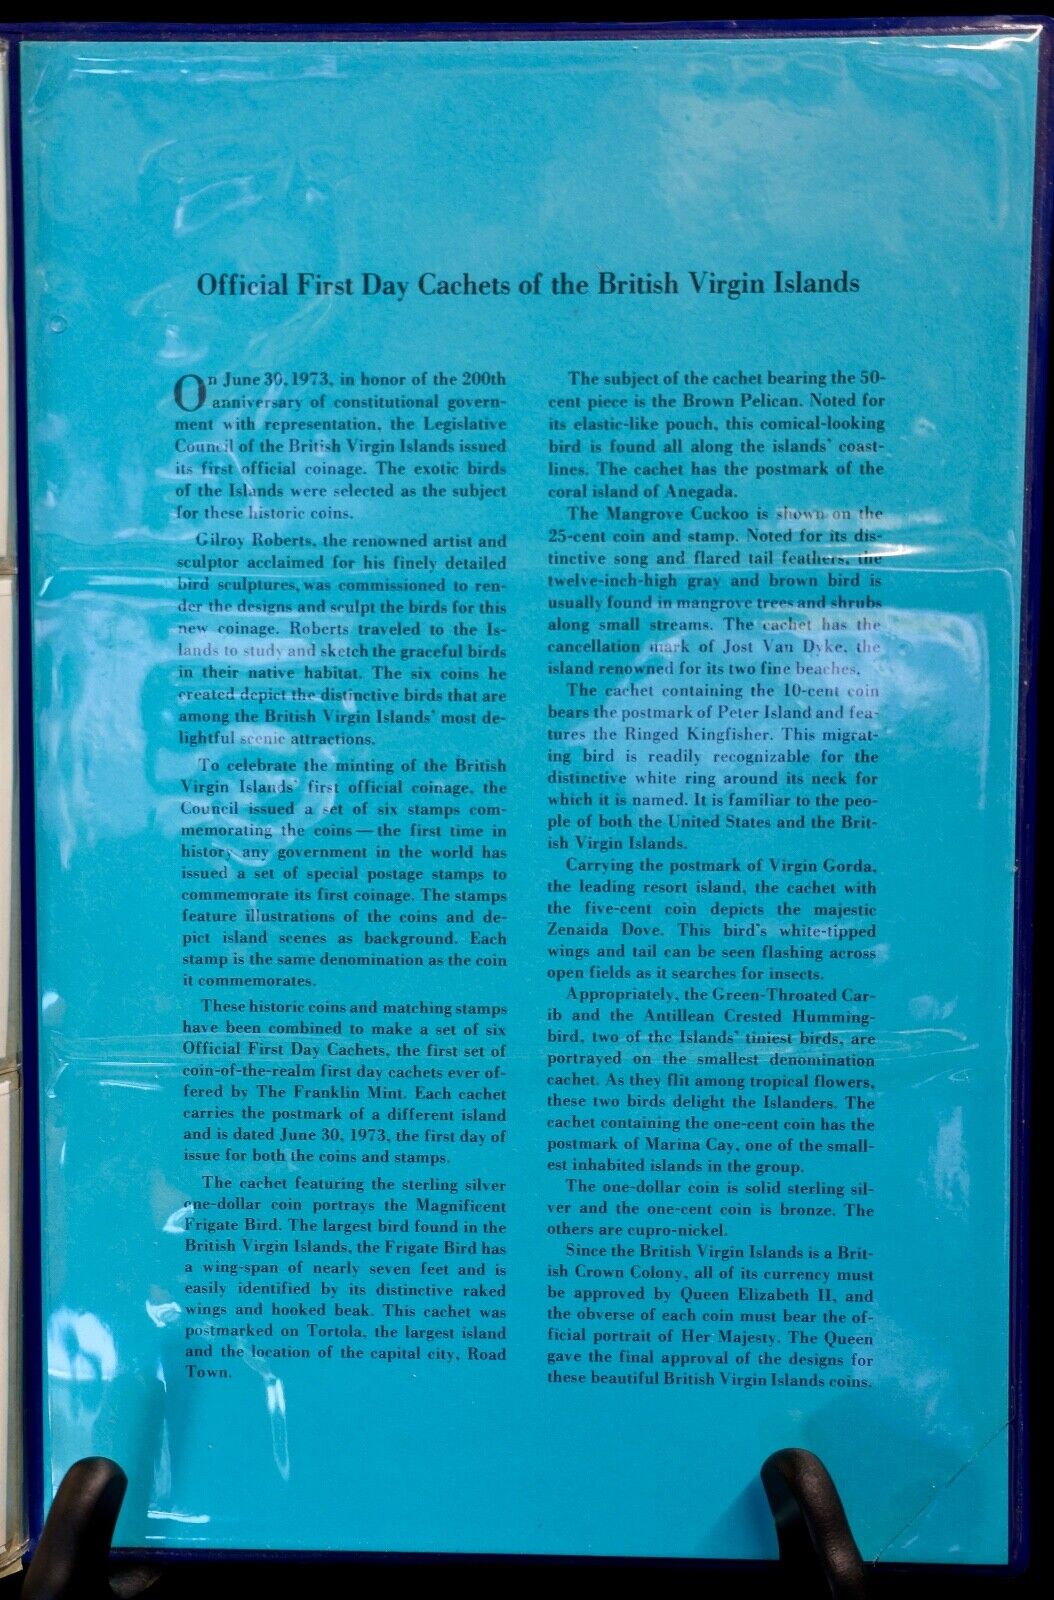 Official First Day Cachets of the British Virgin Islands
On June 30, 1973, in honor of the 200th
anniversary of constitutional govern-
ment with representation, the Legislative
Council of the British Virgin Islands issued
its first official coinage. The exotic birds
of the Islands were selected as the subject
for these historic coins.
Gilroy Roberts, the renowned artist and
sculptor acclaimed for his finely detailed
bird sculptures, was commissioned to ren-
der the designs and sculpt the birds for this
new coinage. Roberts traveled to the Is-
lands to study and sketch the graceful birds
in their native habitat. The six coins he
created depict the distinctive birds that are
among the British Virgin Islands' most de-
lightful scenic attractions.
To celebrate the minting of the British
Virgin Islands' first official coinage, the
Council issued a set of six stamps com-
memorating the coins — the first time in
history any government in the world has
issued a set of special postage stamps to
commemorate its first coinage. The stamps
feature illustrations of the coins and de-
pict island scenes as background. Each
stamp is the same denomination as the coin
it commemorates.
These historic coins and matching stamps
have been combined to make a set of six
Official First Day Cachets, the first set of
coin-of-the-realm first day cachets ever of-
fered by The Franklin Mint. Each cachet
carries the postmark of a different island
and is dated June 30, 1973, the first day of
issue for both the coins and stamps.
The cachet featuring the sterling silver
one-dollar coin portrays the Magnificent
Frigate Bird. The largest bird found in the
British Virgin Islands, the Frigate Bird has
a wing-span of nearly seven feet and is
easily identified by its distinctive raked
wings and hooked beak. This cachet was
postmarked on Tortola, the largest island
and the location of the capital city, Road
Town.
The subject of the cachet bearing the 50-
cent piece is the Brown Pelican. Noted for
its elastic-like pouch, this comical-looking
bird is found all along the islands' coast-
lines. The cachet has the postmark of the
coral island of Anegada.
The Mangrove Cuckoo is shown on the
25-cent coin and stamp. Noted for its dis-
tinctive song and flared tail feathers, the
twelve-inch-high gray and brown bird is
usually found in mangrove trees and shrubs
along small streams. The cachet has the
cancellation mark of Jost Van Dyke, the
island renowned for its two fine beaches.
The cachet containing the 10-cent coin
bears the postmark of Peter Island and fea-
tures the Ringed Kingfisher. This migrat-
ing bird is readily recognizable for the
distinctive white ring around its neck for
which it is named. It is familiar to the peo-
ple of both the United States and the Brit-
ish Virgin Islands.
Carrying the postmark of Virgin Gorda,
the leading resort island, the cachet with
the five-cent coin depicts the majestic
Zenaida Dove. This bird's white-tipped
wings and tail can be seen flashing across
open fields as it searches for insects.
Appropriately, the Green-Throated Car-
ib and the Antillean Crested Humming-
bird, two of the Islands' tiniest birds, are
portrayed on the smallest denomination
cachet. As they flit among tropical flowers,
these two birds delight the Islanders. The
cachet containing the one-cent coin has the
postmark of Marina Cay, one of the small-
est inhabited islands in the group.
The one-dollar coin is solid sterling sil-
ver and the one-cent coin is bronze. The
others are cupro-nickel.
Since the British Virgin Islands is a Brit-
ish Crown Colony, all of its currency must
be approved by Queen Elizabeth II, and
the obverse of each coin must bear the of-
ficial portrait of Her Majesty. The Queen
gave the final approval of the designs for
these beautiful British Virgin Islands coins.